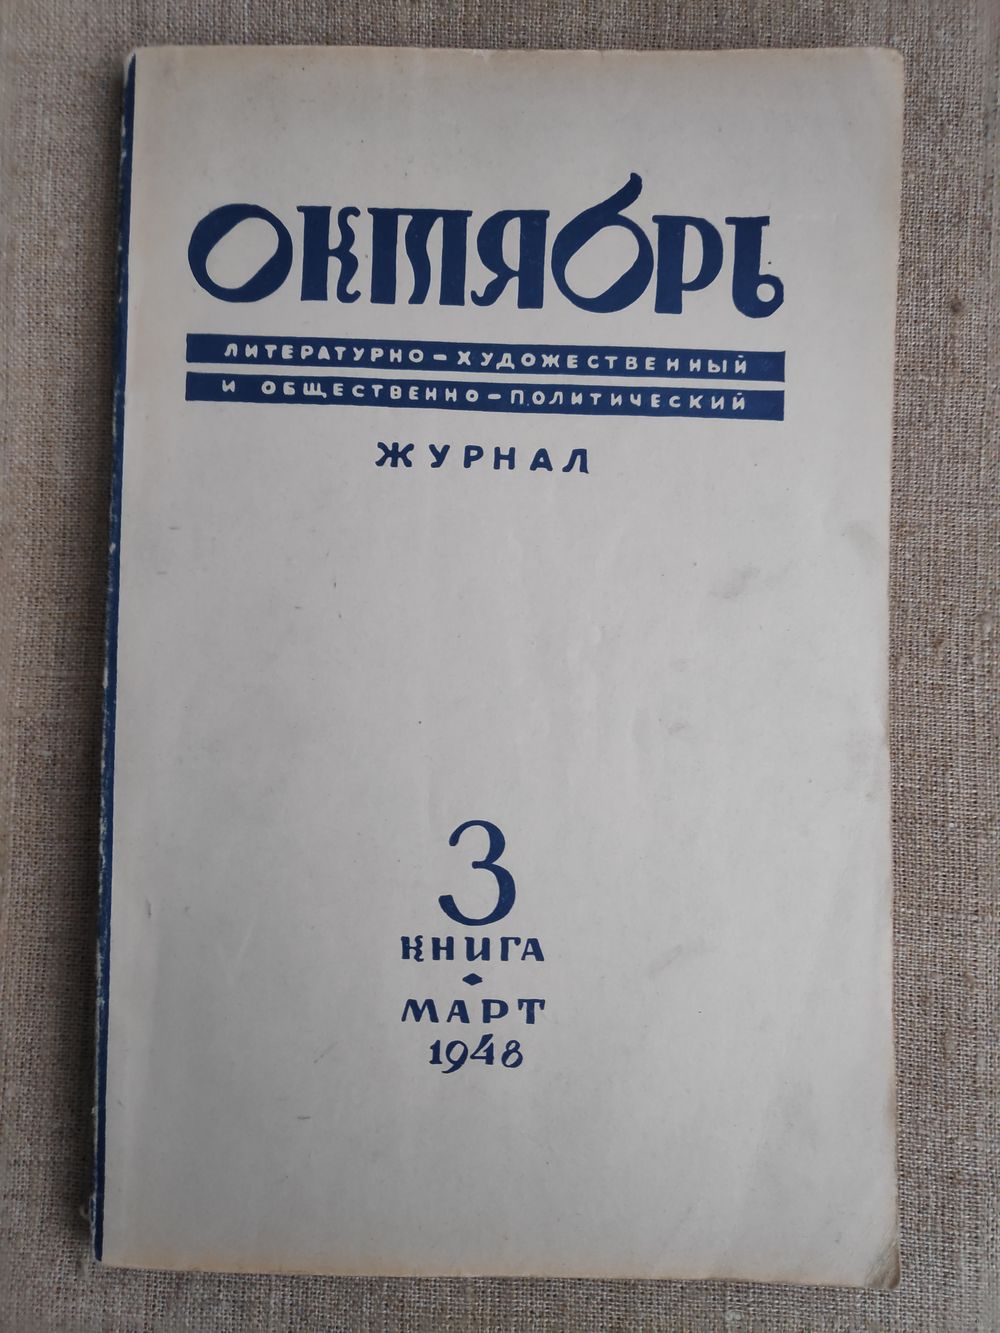 ОКТЯБРЬ
ЛИТЕРАТУРНО-ХУДОЖЕСТВЕННЫЙ
И ОБЩЕСТВЕННО-ПОЛИТИЧЕСКИЙ
ЖУРНАЛ
3
КНИГА
МАРТ
1948